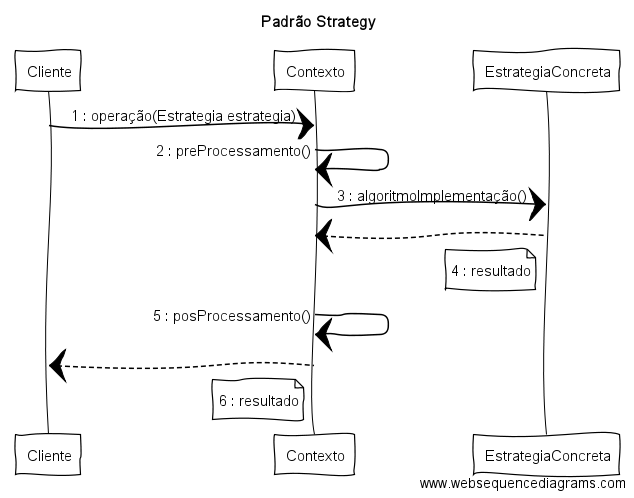 Padrão Strategy
Cliente
Contexto
EstrategiaConcreta
1 : operação(Estrategia estrategia)
2 : preProcessamento()
3 : algoritmoImplementação()
4 : resultado
5 : posProcessamento()
6 : resultado
Cliente
Contexto
EstrategiaConcreta
www.websequencediagrams.com